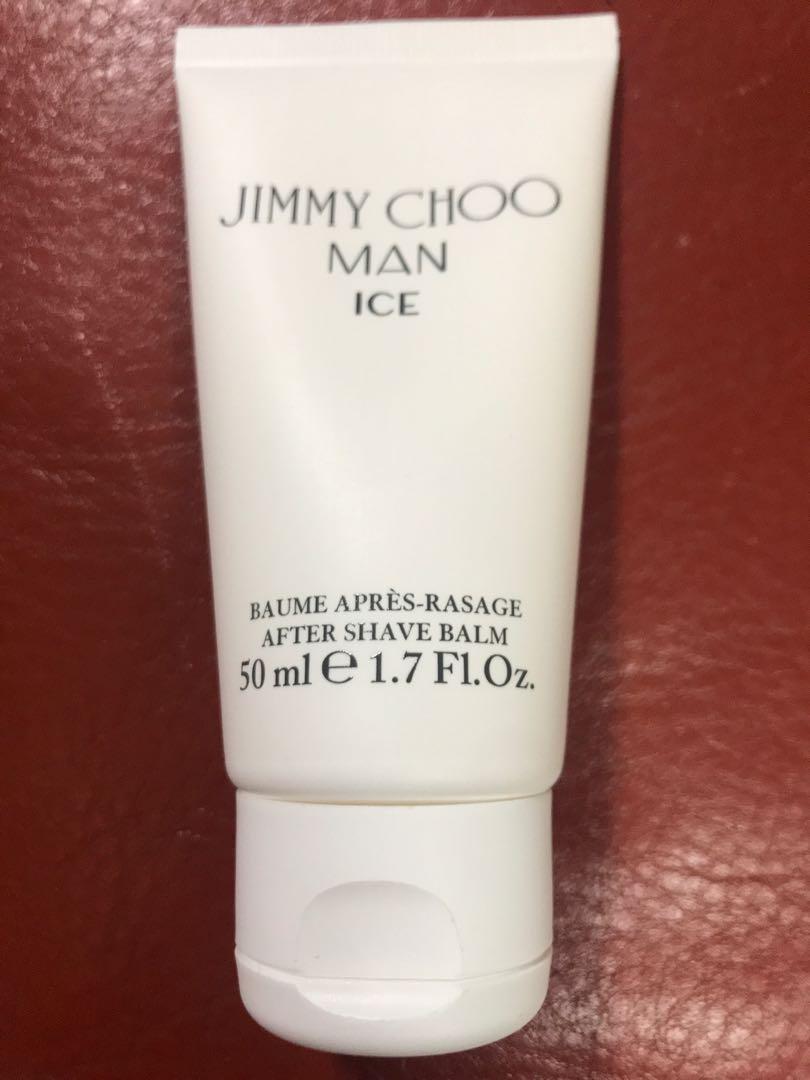 JIMMY CHOO
MAN
ICE
BAUME APRÈS-RASAGE
AFTER SHAVE BALM
50 ml ℮ 1.7 Fl.Oz.